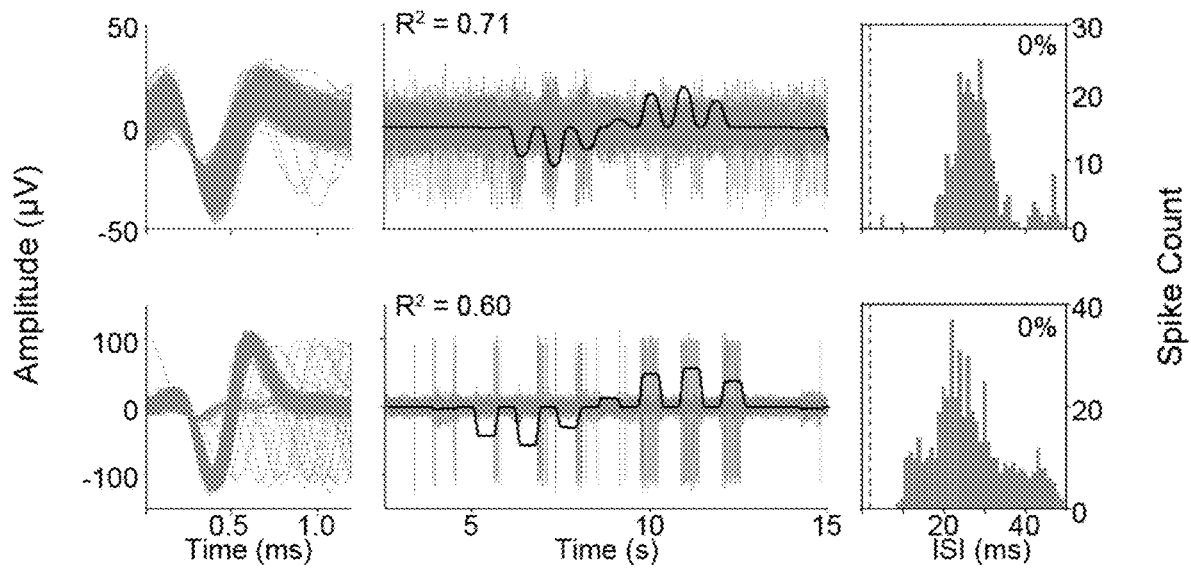 50
0
-50
R² = 0.71
0%
30
20
10
0
Amplitude (µV)
Spike Count
100
0
-100
R² = 0.60
0%
40
20
0
0.5 1.0
5 10 15
20 40
Time (ms)
Time (s)
ISI (ms)